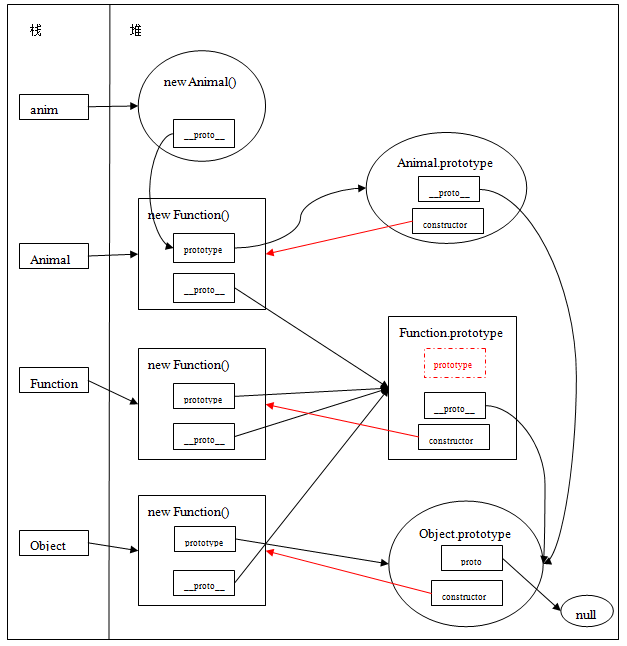 栈
堆
anim
new Animal()
__proto__
Animal
new Function()
prototype
__proto__
Animal.prototype
__proto__
constructor
Function
new Function()
prototype
__proto__
Function.prototype
prototype
__proto__
constructor
Object
new Function()
prototype
__proto__
Object.prototype
proto
constructor
null